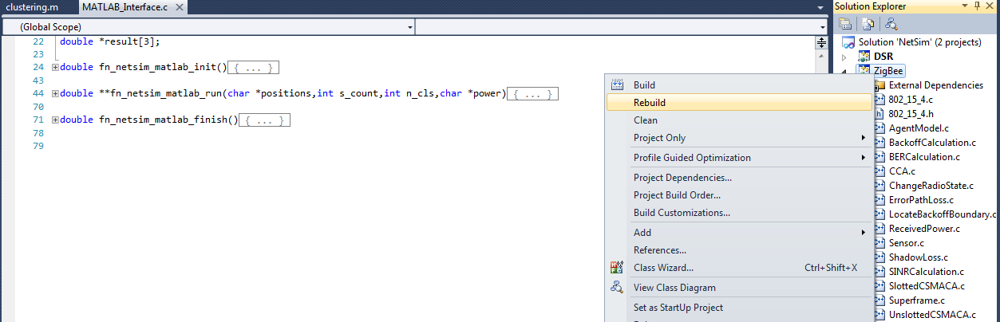 clustering.m
MATLAB_Interface.c
(Global Scope)
22 double *result[3];
23
24 double fn_netsim_matlab_init() { ... }
43
44 double **fn_netsim_matlab_run(char *positions,int s_count,int n_cls,char *power) { ... }
70
71 double fn_netsim_matlab_finish() { ... }
78
79
Build
Rebuild
Clean
Project Only
Profile Guided Optimization
Project Dependencies...
Project Build Order...
Build Customizations...
Add
References...
Class Wizard... Ctrl+Shift+X
View Class Diagram
Set as StartUp Project
Solution Explorer
Solution 'NetSim' (2 projects)
DSR
ZigBee
External Dependencies
802_15_4.c
802_15_4.h
AgentModel.c
BackoffCalculation.c
BERCalculation.c
CCA.c
ChangeRadioState.c
ErrorPathLoss.c
LocateBackoffBoundary.c
ReceivedPower.c
Sensor.c
ShadowLoss.c
SINRCalculation.c
SlottedCSMACA.c
Superframe.c
UnslottedCSMACA.c